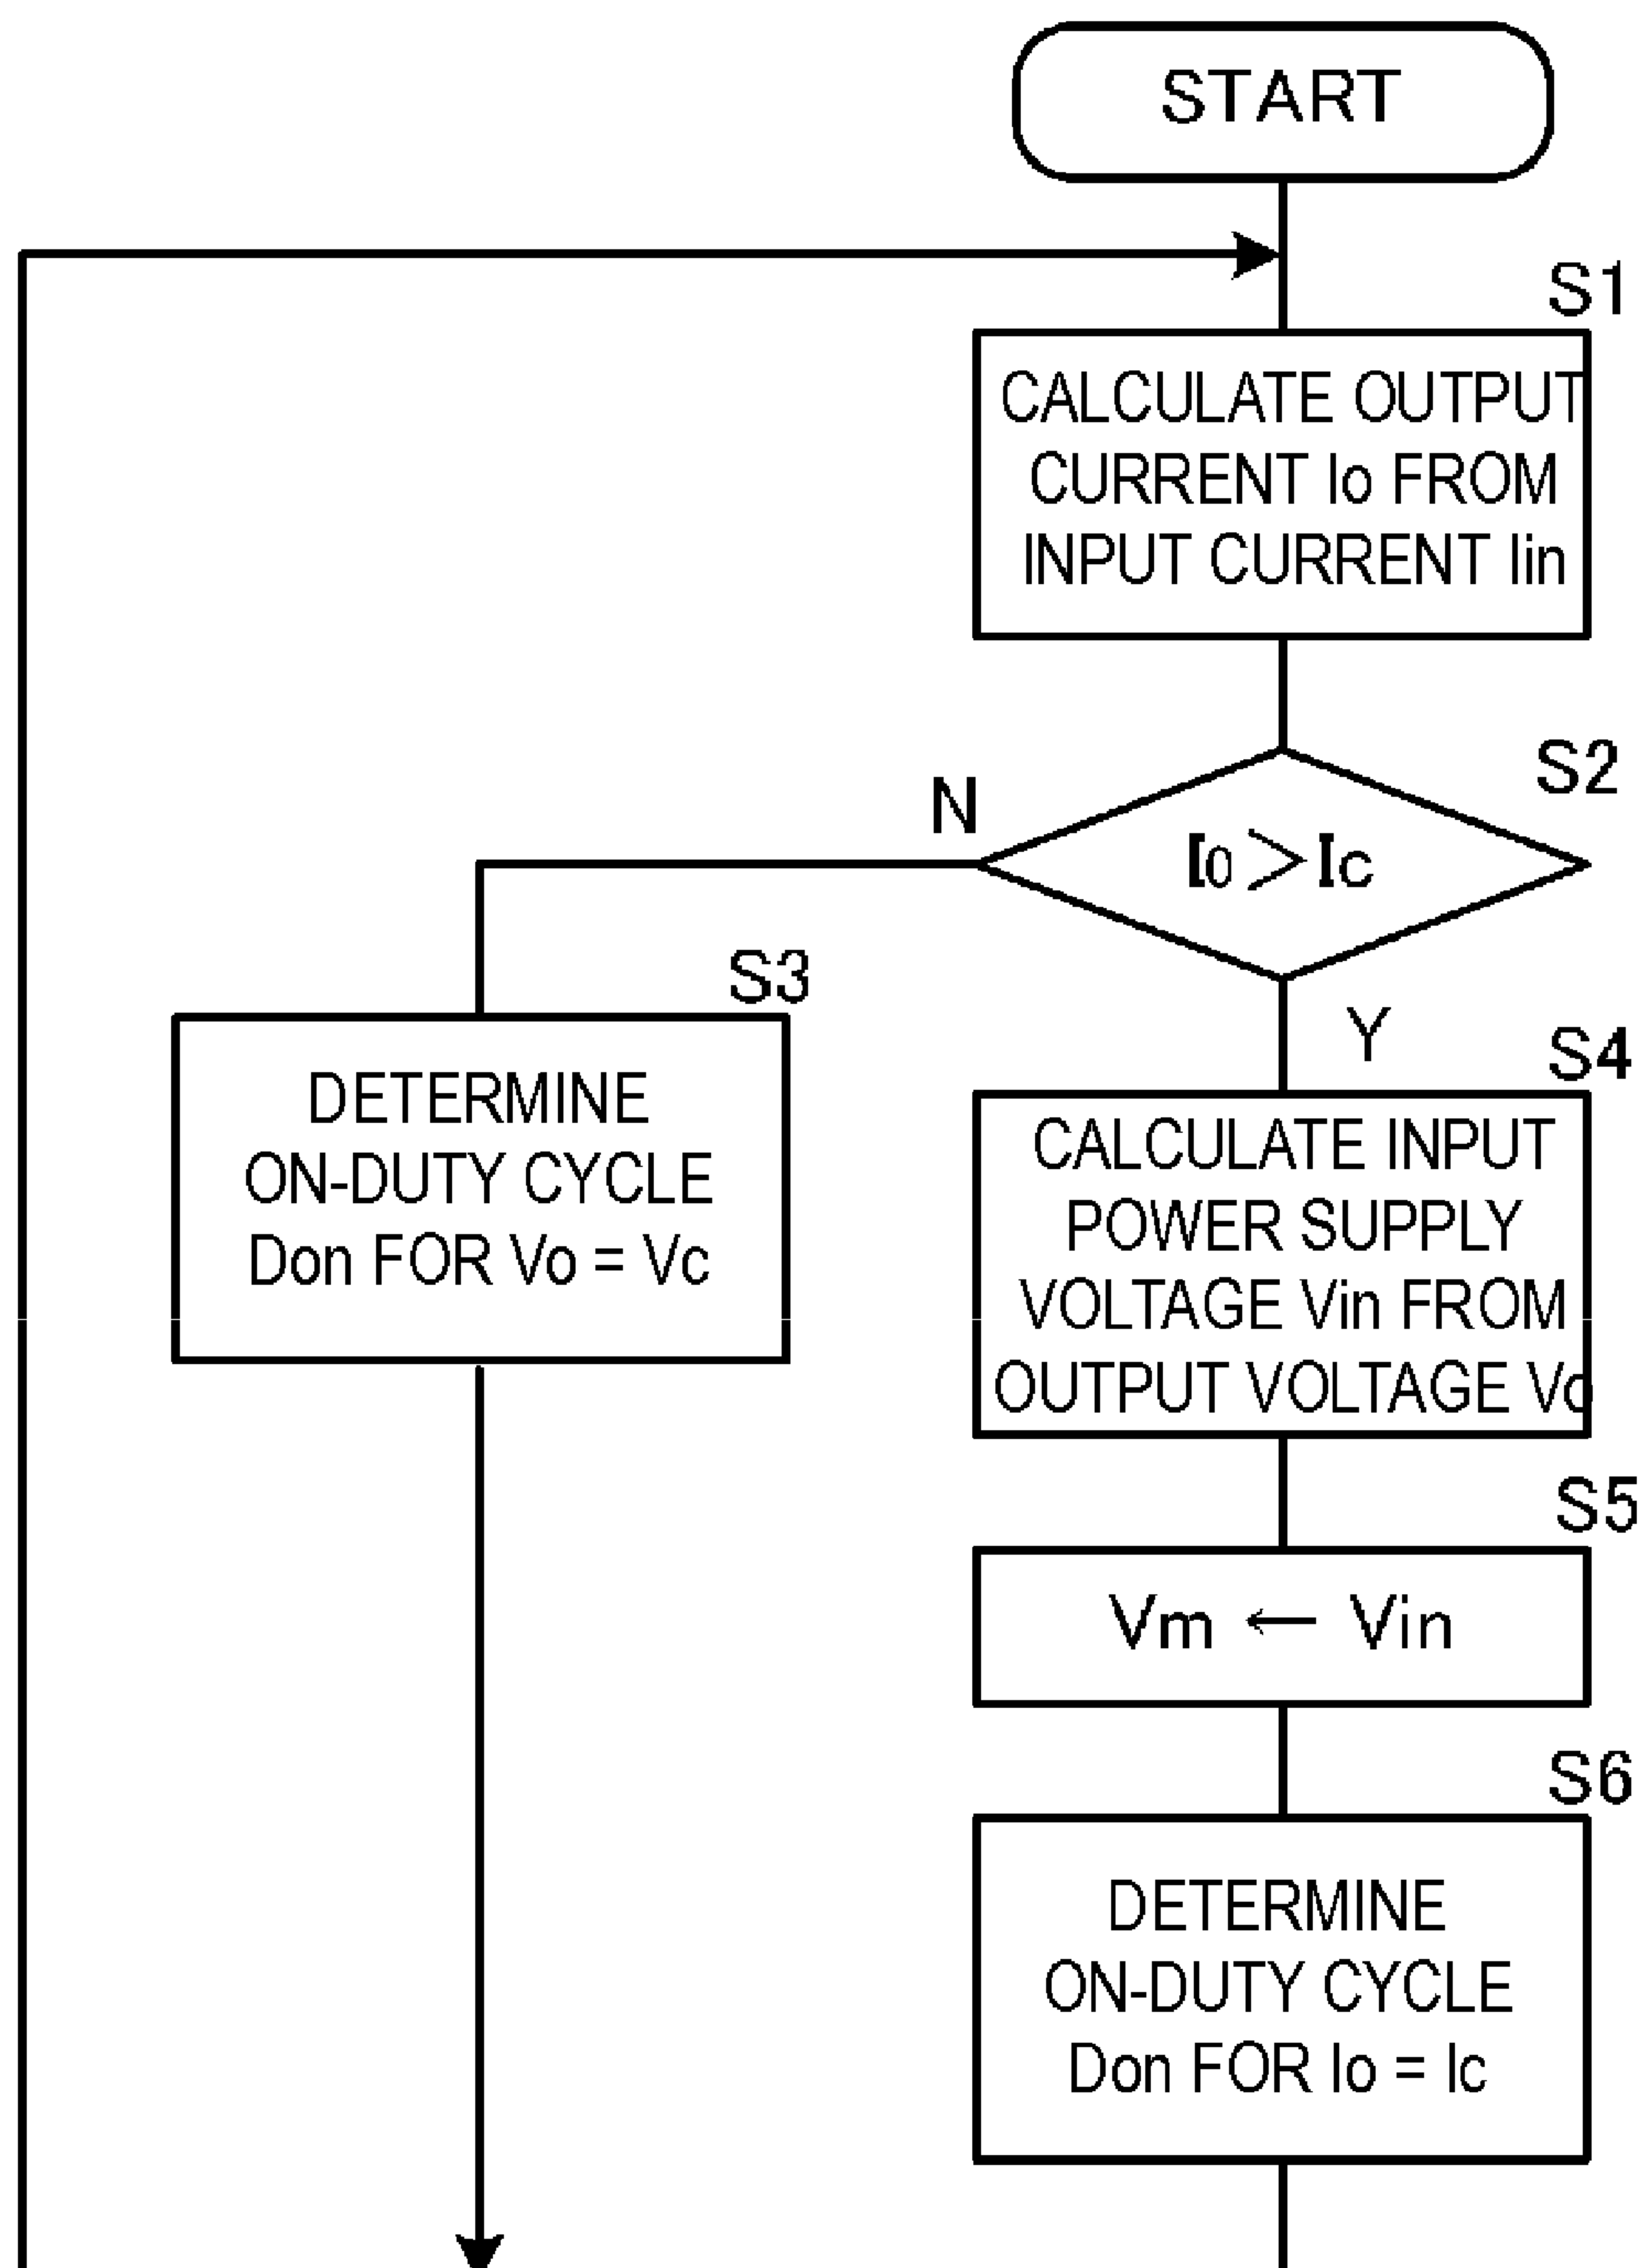 START
S1
CALCULATE OUTPUT
CURRENT Io FROM
INPUT CURRENT Iin
S2
N
I0 > Ic
Y
S3
DETERMINE
ON-DUTY CYCLE
Don FOR Vo = Vc
S4
CALCULATE INPUT
POWER SUPPLY
VOLTAGE Vin FROM
OUTPUT VOLTAGE Vo
S5
Vm ← Vin
S6
DETERMINE
ON-DUTY CYCLE
Don FOR Io = Ic